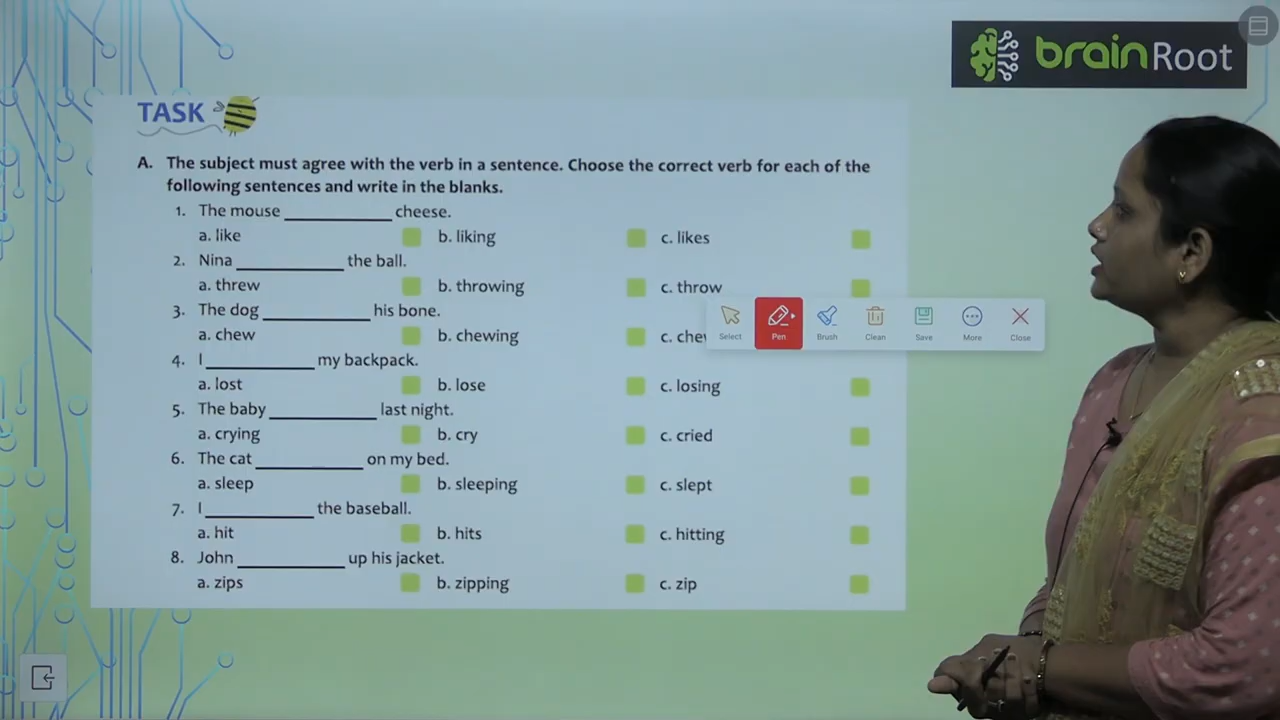 brainRoot
TASK
A. The subject must agree with the verb in a sentence. Choose the correct verb for each of the
following sentences and write in the blanks.
1. The mouse ____________ cheese.
a. like b. liking c. likes
2. Nina ____________ the ball.
a. threw b. throwing c. throw
3. The dog ____________ his bone.
a. chew b. chewing c.
4. I ____________ my backpack.
a. lost b. lose c. losing
5. The baby ____________ last night.
a. crying b. cry c. cried
6. The cat ____________ on my bed.
a. sleep b. sleeping c. slept
7. I ____________ the baseball.
a. hit b. hits c. hitting
8. John ____________ up his jacket.
a. zips b. zipping c. zip
Select Pen Brush Clean Save More Close